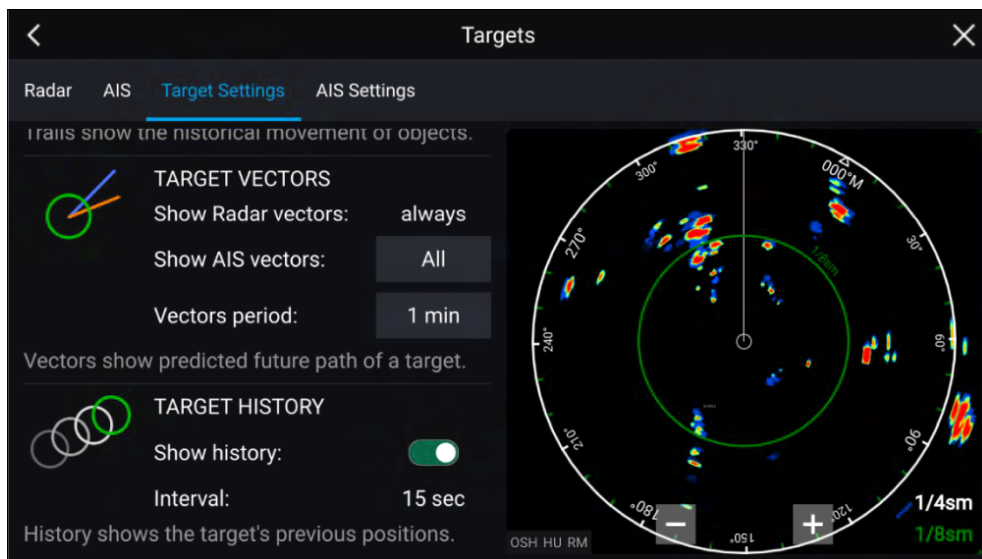 Targets
Radar AIS Target Settings AIS Settings
Trails show the historical movement of objects.
TARGET VECTORS
Show Radar vectors: always
Show AIS vectors: All
Vectors period: 1 min
Vectors show predicted future path of a target.
TARGET HISTORY
Show history:
Interval: 15 sec
History shows the target's previous positions.
330°
000°M
30°
60°
90°
120°
150°
180°
210°
240°
270°
300°
1/8sm
1/4sm
1/8sm
OSH HU RM